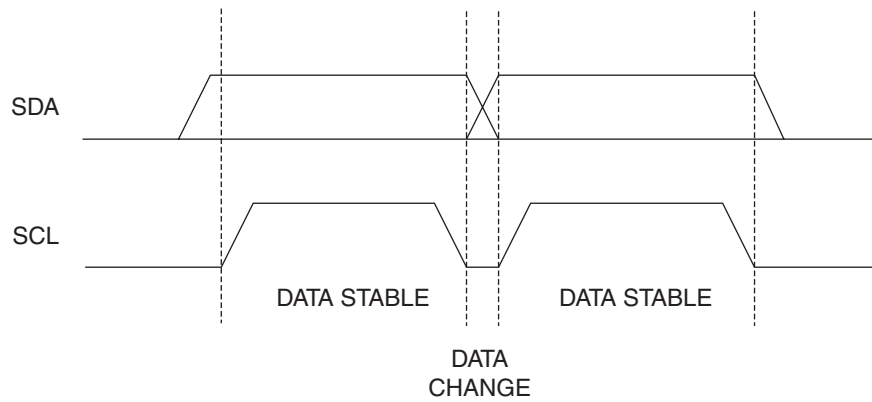 SDA
SCL
DATA STABLE
DATA STABLE
DATA
CHANGE